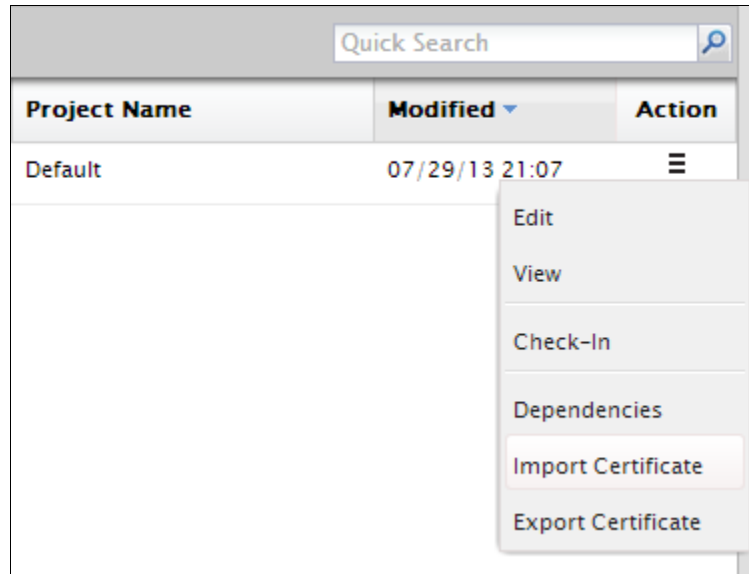 Quick Search
Project Name Modified Action
Default 07/29/13 21:07
Edit
View
Check-In
Dependencies
Import Certificate
Export Certificate